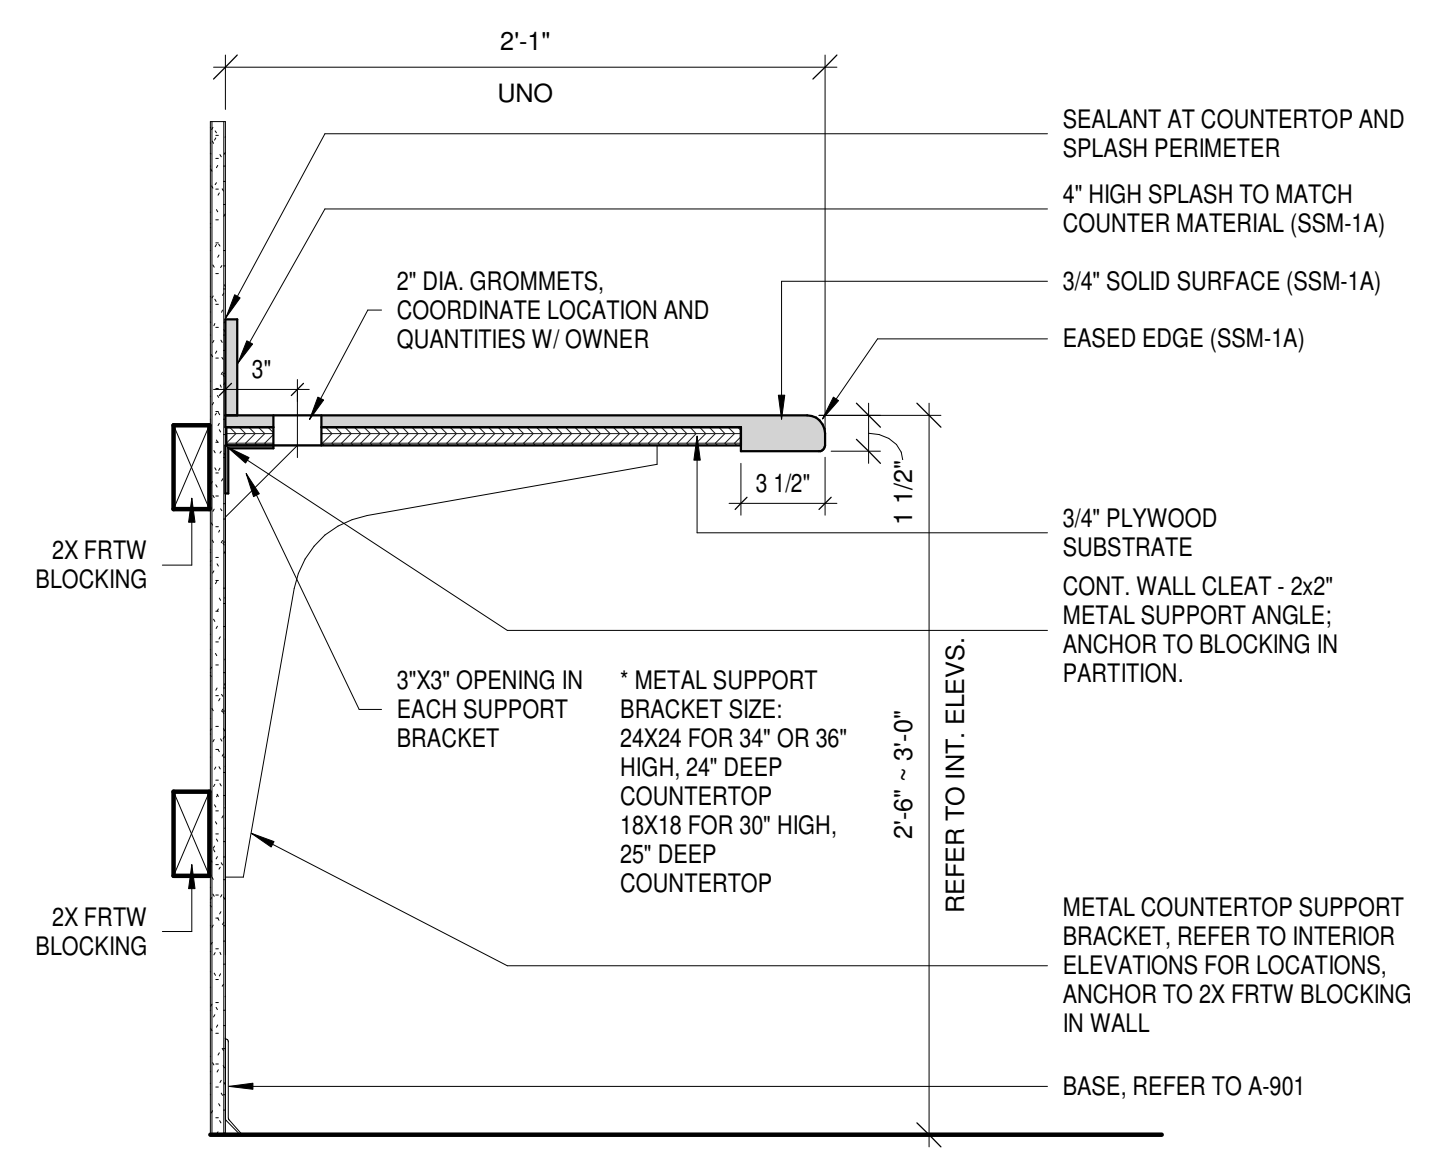 2'-1"
UNO
SEALANT AT COUNTERTOP AND
SPLASH PERIMETER
4" HIGH SPLASH TO MATCH
COUNTER MATERIAL (SSM-1A)
2" DIA. GROMMETS,
COORDINATE LOCATION AND
QUANTITIES W/ OWNER
3/4" SOLID SURFACE (SSM-1A)
EASED EDGE (SSM-1A)
3"
3 1/2"
1 1/2"
2X FRTW
BLOCKING
3/4" PLYWOOD
SUBSTRATE
CONT. WALL CLEAT - 2x2"
METAL SUPPORT ANGLE;
ANCHOR TO BLOCKING IN
PARTITION.
3"X3" OPENING IN
EACH SUPPORT
BRACKET
* METAL SUPPORT
BRACKET SIZE:
24X24 FOR 34" OR 36"
HIGH, 24" DEEP
COUNTERTOP
18X18 FOR 30" HIGH,
25" DEEP
COUNTERTOP
2'-6" ~ 3'-0"
REFER TO INT. ELEVS.
2X FRTW
BLOCKING
METAL COUNTERTOP SUPPORT
BRACKET, REFER TO INTERIOR
ELEVATIONS FOR LOCATIONS,
ANCHOR TO 2X FRTW BLOCKING
IN WALL
BASE, REFER TO A-901